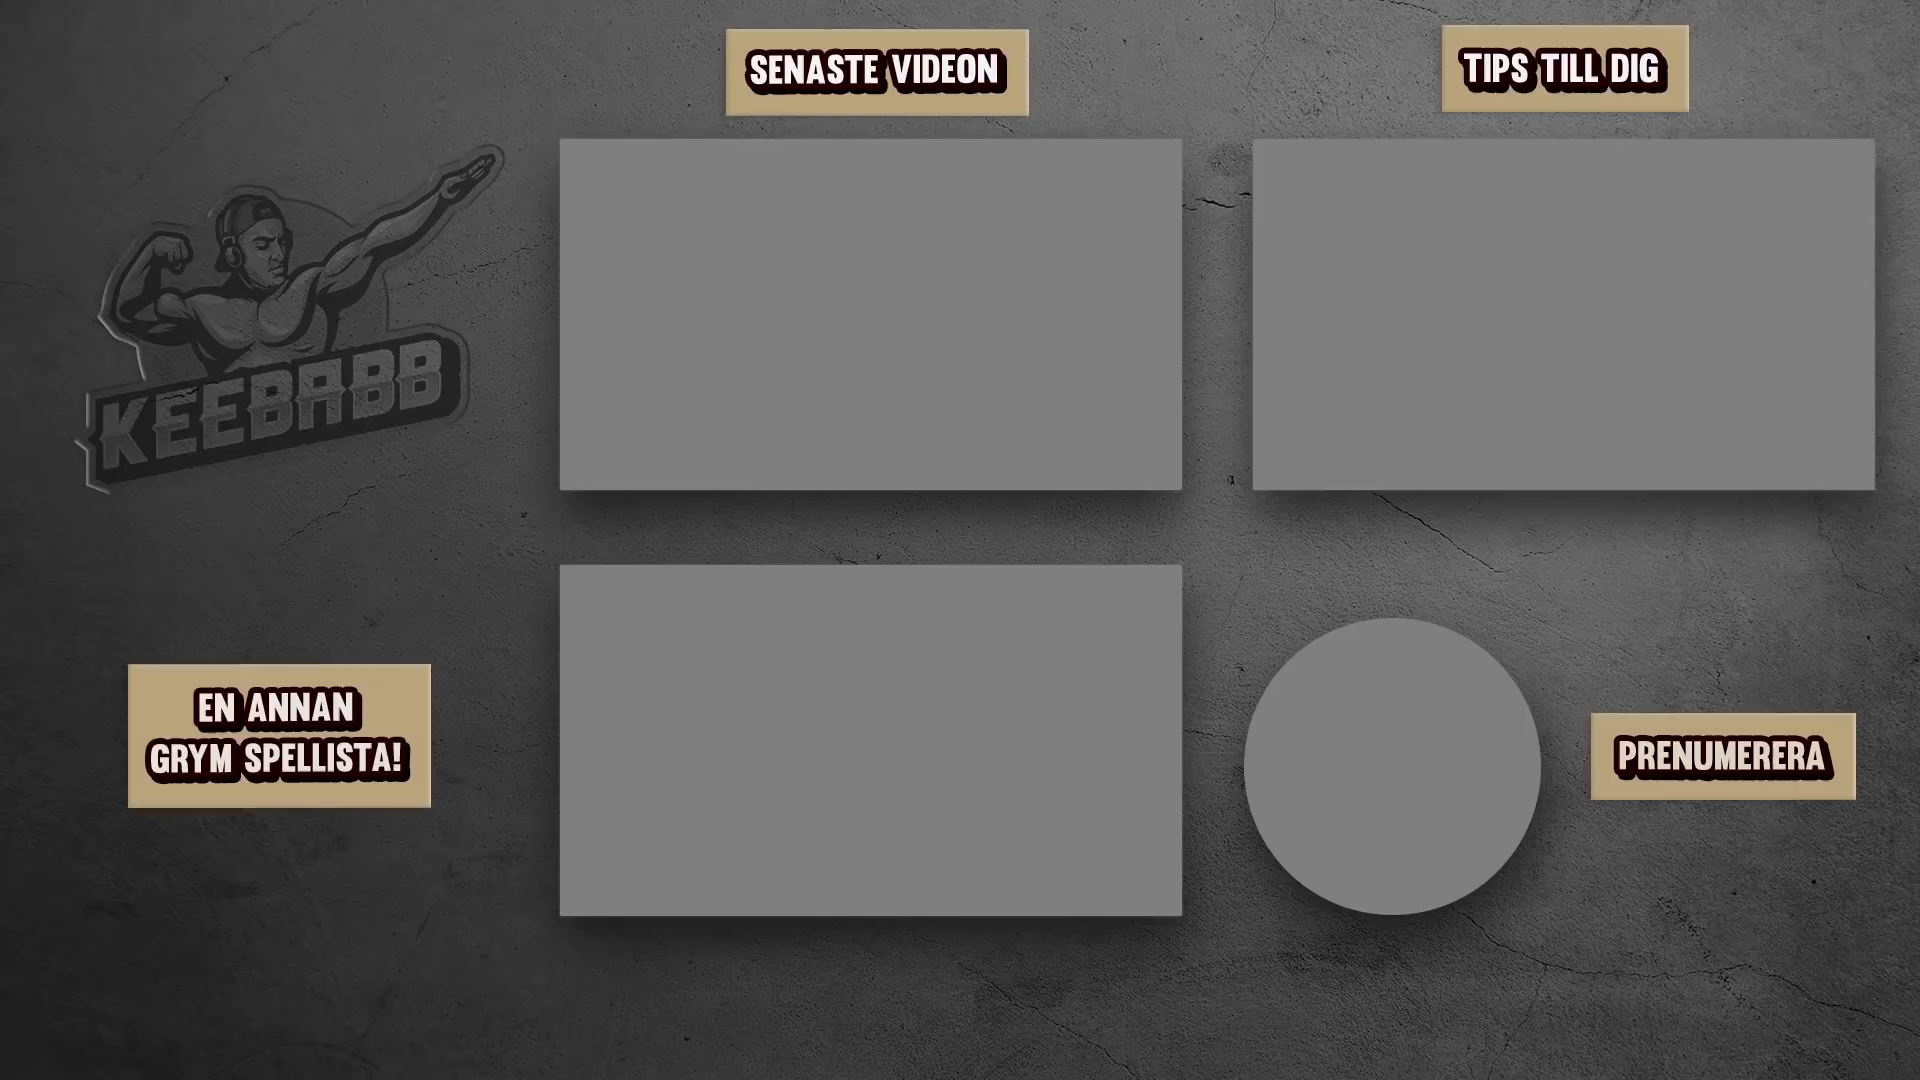 SENASTE VIDEON
TIPS TILL DIG
KEEBABB
EN ANNAN
GRYM SPELLISTA!
PRENUMERERA